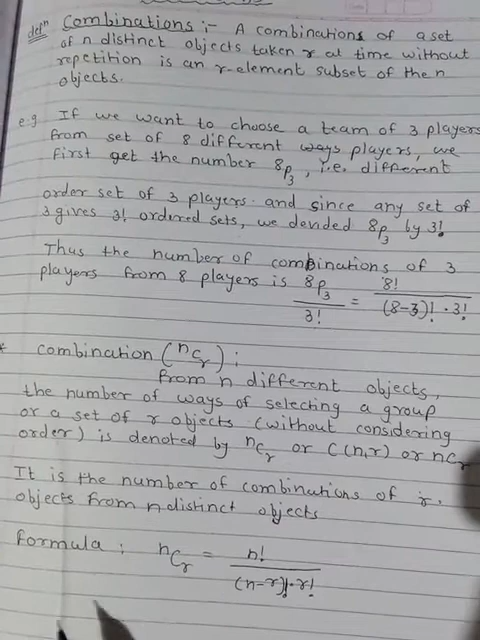 defn Combinations :- A combinations of a set
of n distinct objects taken r at time without
repetition is an r-element subset of the n
objects.
e.g If we want to choose a team of 3 players
from set of 8 different ways players, we
first get the number 8P3, i.e. different
order set of 3 players. and since any set of
3 gives 3! ordered sets, we devided 8P3 by 3!
Thus the number of combinations of 3
players from 8 players is 8P3/3! = 8!/((8-3)! · 3!)
* combination (nCr) :
from n different objects,
the number of ways of selecting a group
or a set of r objects (without considering
order) is denoted by nCr or C(n,r) or nCr
It is the number of combinations of r.
objects from n distinct objects
Formula : nCr = n!/((n-r)! · r!)